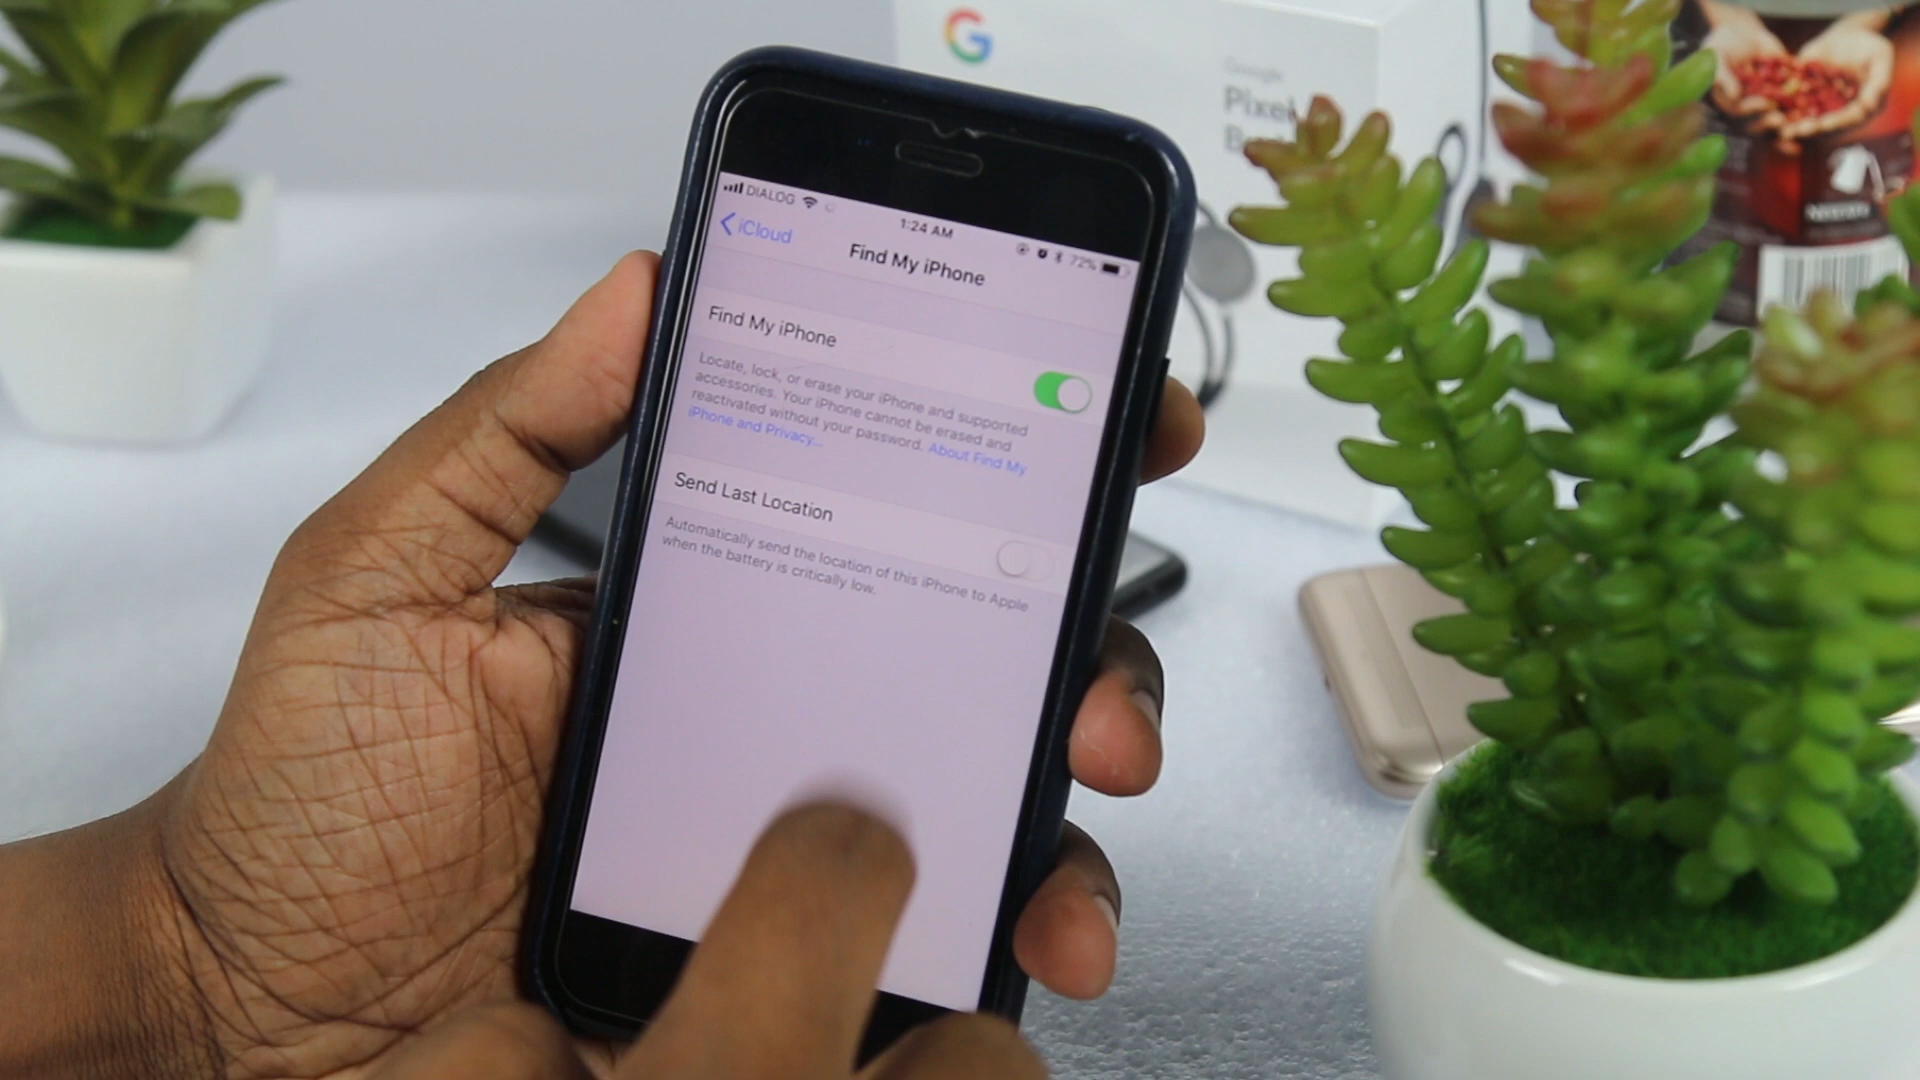 G
Google
Pixel
DIALOG
1:24 AM
72%
iCloud
Find My iPhone
Find My iPhone
Locate, lock, or erase your iPhone and supported
accessories. Your iPhone cannot be erased and
reactivated without your password. About Find My
iPhone and Privacy...
Send Last Location
Automatically send the location of this iPhone to Apple
when the battery is critically low.
NESCAFÉ